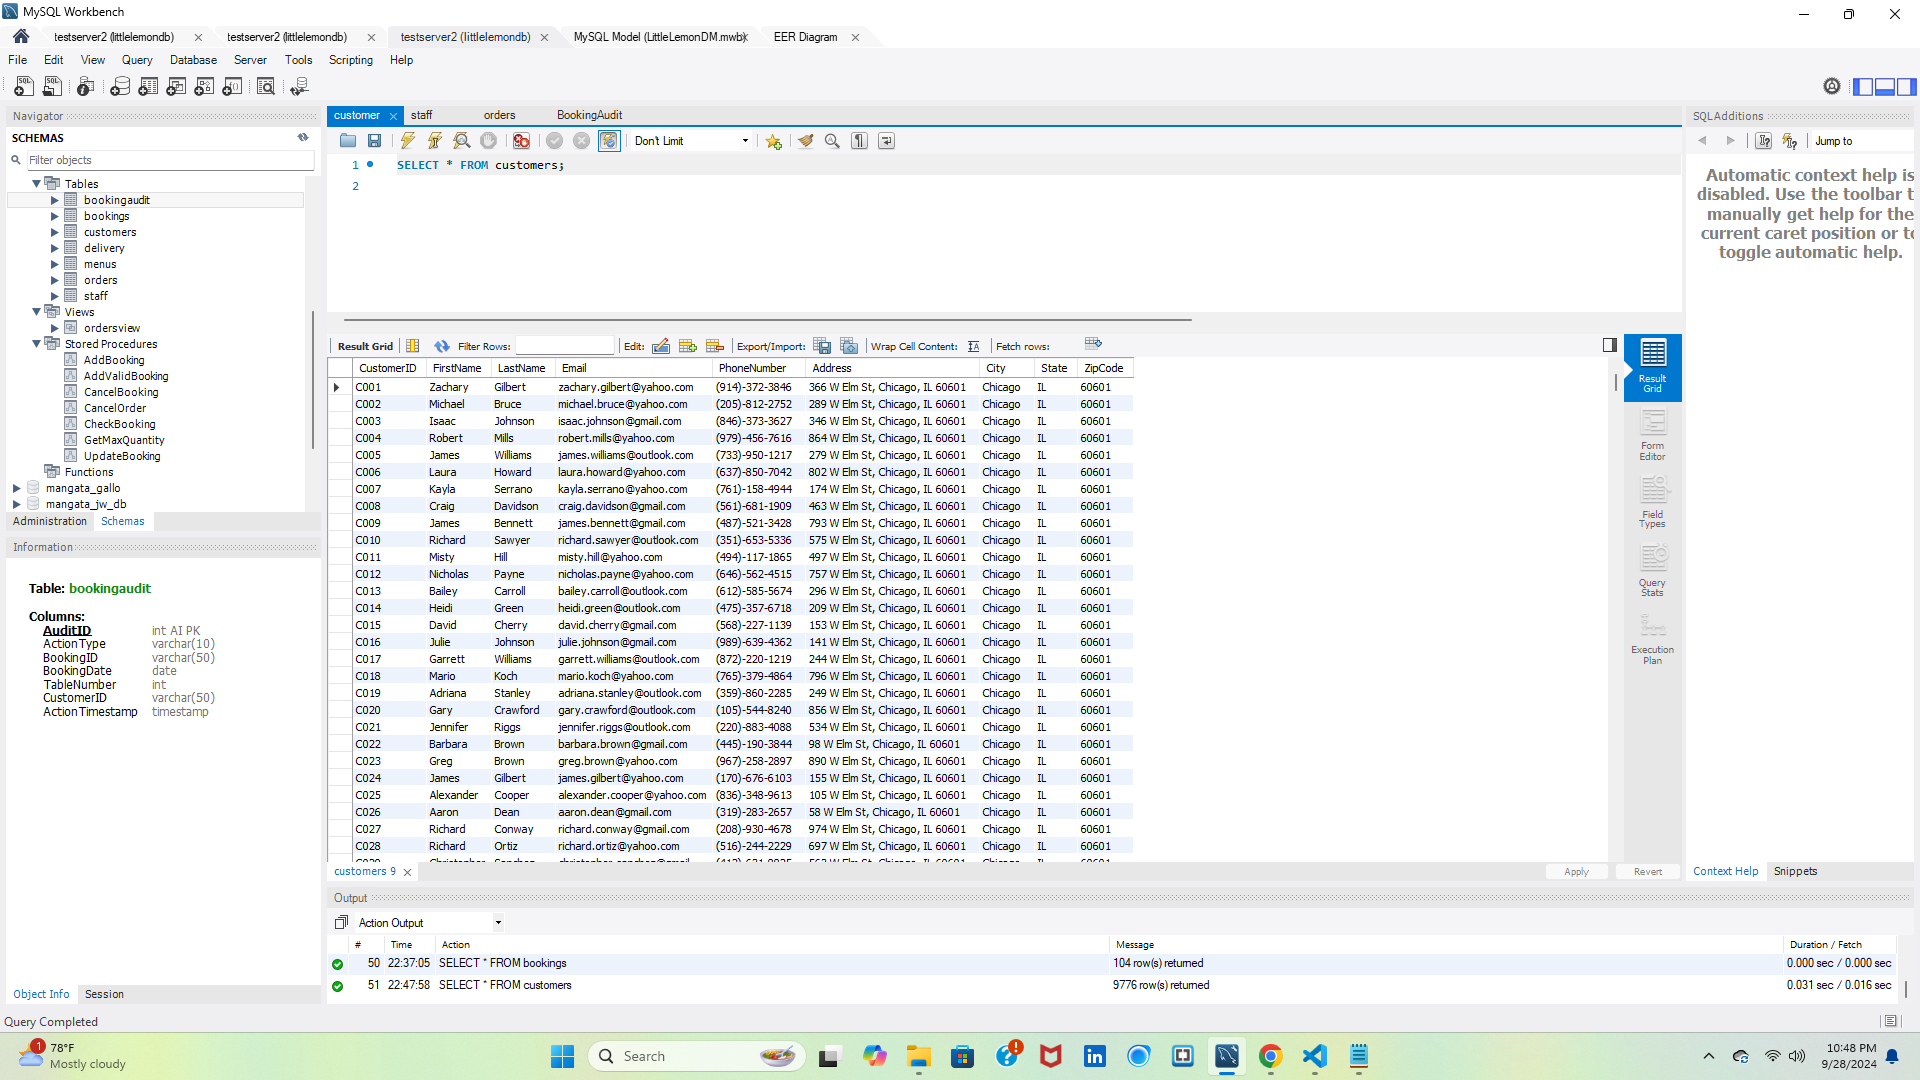 MySQL Workbench
testserver2 (littlelemondb) testserver2 (littlelemondb) testserver2 (littlelemondb) MySQL Model (LittleLemonDM.mwb) EER Diagram
File Edit View Query Database Server Tools Scripting Help
Navigator
SCHEMAS
Filter objects
Tables
bookingaudit
bookings
customers
delivery
menus
orders
staff
Views
ordersview
Stored Procedures
AddBooking
AddValidBooking
CancelBooking
CancelOrder
CheckBooking
GetMaxQuantity
UpdateBooking
Functions
mangata_gallo
mangata_jw_db
Administration Schemas
Information
Table: bookingaudit
Columns:
AuditID int AI PK
ActionType varchar(10)
BookingID varchar(50)
BookingDate date
TableNumber int
CustomerID varchar(50)
ActionTimestamp timestamp
Object Info Session
customer staff orders BookingAudit
Don't Limit
1 SELECT * FROM customers;
2
Result Grid Filter Rows: Edit: Export/Import: Wrap Cell Content: Fetch rows:
CustomerID FirstName LastName Email PhoneNumber Address City State ZipCode
C001 Zachary Gilbert zachary.gilbert@yahoo.com (914)-372-3846 366 W Elm St, Chicago, IL 60601 Chicago IL 60601
C002 Michael Bruce michael.bruce@yahoo.com (205)-812-2752 289 W Elm St, Chicago, IL 60601 Chicago IL 60601
C003 Isaac Johnson isaac.johnson@gmail.com (846)-373-3627 346 W Elm St, Chicago, IL 60601 Chicago IL 60601
C004 Robert Mills robert.mills@yahoo.com (979)-456-7616 864 W Elm St, Chicago, IL 60601 Chicago IL 60601
C005 James Williams james.williams@outlook.com (733)-950-1217 279 W Elm St, Chicago, IL 60601 Chicago IL 60601
C006 Laura Howard laura.howard@yahoo.com (637)-850-7042 802 W Elm St, Chicago, IL 60601 Chicago IL 60601
C007 Kayla Serrano kayla.serrano@yahoo.com (761)-158-4944 174 W Elm St, Chicago, IL 60601 Chicago IL 60601
C008 Craig Davidson craig.davidson@gmail.com (561)-681-1909 463 W Elm St, Chicago, IL 60601 Chicago IL 60601
C009 James Bennett james.bennett@gmail.com (487)-521-3428 793 W Elm St, Chicago, IL 60601 Chicago IL 60601
C010 Richard Sawyer richard.sawyer@outlook.com (351)-653-5336 575 W Elm St, Chicago, IL 60601 Chicago IL 60601
C011 Misty Hill misty.hill@yahoo.com (494)-117-1865 497 W Elm St, Chicago, IL 60601 Chicago IL 60601
C012 Nicholas Payne nicholas.payne@yahoo.com (646)-562-4515 757 W Elm St, Chicago, IL 60601 Chicago IL 60601
C013 Bailey Carroll bailey.carroll@outlook.com (612)-585-5674 296 W Elm St, Chicago, IL 60601 Chicago IL 60601
C014 Heidi Green heidi.green@outlook.com (475)-357-6718 209 W Elm St, Chicago, IL 60601 Chicago IL 60601
C015 David Cherry david.cherry@gmail.com (568)-227-1139 153 W Elm St, Chicago, IL 60601 Chicago IL 60601
C016 Julie Johnson julie.johnson@gmail.com (989)-639-4362 141 W Elm St, Chicago, IL 60601 Chicago IL 60601
C017 Garrett Williams garrett.williams@outlook.com (872)-220-1219 244 W Elm St, Chicago, IL 60601 Chicago IL 60601
C018 Mario Koch mario.koch@yahoo.com (765)-379-4864 796 W Elm St, Chicago, IL 60601 Chicago IL 60601
C019 Adriana Stanley adriana.stanley@outlook.com (359)-860-2285 249 W Elm St, Chicago, IL 60601 Chicago IL 60601
C020 Gary Crawford gary.crawford@outlook.com (105)-544-8240 856 W Elm St, Chicago, IL 60601 Chicago IL 60601
C021 Jennifer Riggs jennifer.riggs@outlook.com (220)-883-4088 534 W Elm St, Chicago, IL 60601 Chicago IL 60601
C022 Barbara Brown barbara.brown@gmail.com (445)-190-3844 98 W Elm St, Chicago, IL 60601 Chicago IL 60601
C023 Greg Brown greg.brown@yahoo.com (967)-258-2897 890 W Elm St, Chicago, IL 60601 Chicago IL 60601
C024 James Gilbert james.gilbert@yahoo.com (170)-676-6103 155 W Elm St, Chicago, IL 60601 Chicago IL 60601
C025 Alexander Cooper alexander.cooper@yahoo.com (836)-348-9613 105 W Elm St, Chicago, IL 60601 Chicago IL 60601
C026 Aaron Dean aaron.dean@gmail.com (319)-283-2657 58 W Elm St, Chicago, IL 60601 Chicago IL 60601
C027 Richard Conway richard.conway@gmail.com (208)-930-4678 974 W Elm St, Chicago, IL 60601 Chicago IL 60601
C028 Richard Ortiz richard.ortiz@yahoo.com (516)-244-2229 697 W Elm St, Chicago, IL 60601 Chicago IL 60601
Result
Grid
Form
Editor
Field
Types
Query
Stats
Execution
Plan
customers 9 Apply Revert
SQLAdditions
Jump to
Automatic context help is
disabled. Use the toolbar t
manually get help for the
current caret position or to
toggle automatic help.
Context Help Snippets
Output
Action Output
# Time Action Message Duration / Fetch
50 22:37:05 SELECT * FROM bookings 104 row(s) returned 0.000 sec / 0.000 sec
51 22:47:58 SELECT * FROM customers 9776 row(s) returned 0.031 sec / 0.016 sec
Query Completed
1
78°F
Mostly cloudy
Search
10:48 PM
9/28/2024